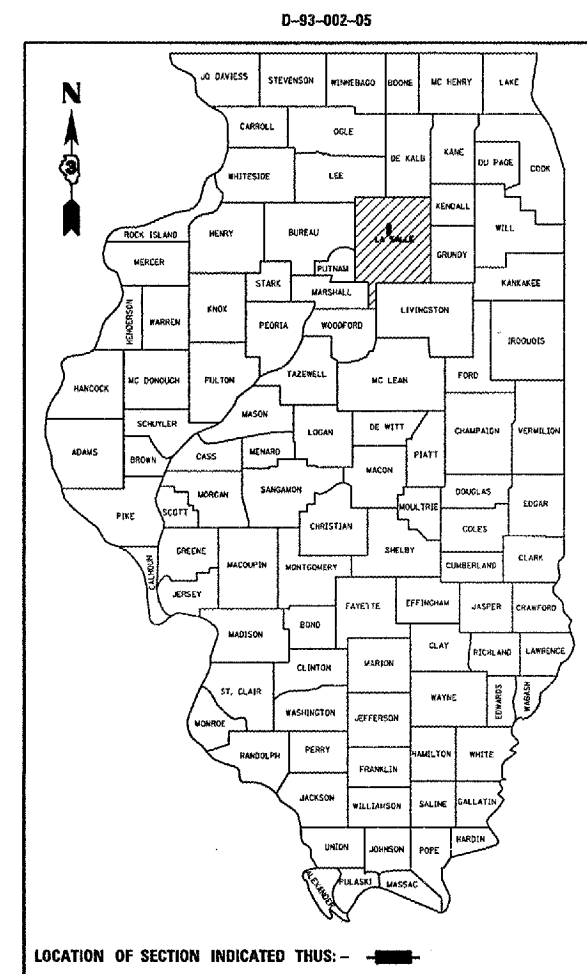 D-93-002-05
N
3
JO DAVIESS
STEVENSON
WINNEBAGO
BOONE
MC HENRY
LAKE
CARROLL
OGLE
DE KALB
KANE
DU PAGE
COOK
WHITESIDE
LEE
KENDALL
WILL
ROCK ISLAND
HENRY
BUREAU
LA SALLE
GRUNDY
MERCER
PUTNAM
KANKAKEE
STARK
MARSHALL
HENDERSON
WARREN
KNOX
PEORIA
WOODFORD
LIVINGSTON
IROQUOIS
HANCOCK
MC DONOUGH
FULTON
TAZEWELL
MC LEAN
FORD
MASON
SCHUYLER
LOGAN
DE WITT
CHAMPAIGN
VERMILION
ADAMS
BROWN
CASS
MENARD
MACON
PIATT
PIKE
SCOTT
MORGAN
SANGAMON
MOULTRIE
DOUGLAS
EDGAR
CHRISTIAN
COLES
CALHOUN
GREENE
MACOUPIN
MONTGOMERY
SHELBY
CUMBERLAND
CLARK
JERSEY
FAYETTE
EFFINGHAM
JASPER
CRAWFORD
MADISON
BOND
CLAY
RICHLAND
LAWRENCE
CLINTON
MARION
ST. CLAIR
WAYNE
EDWARDS
WABASH
MONROE
WASHINGTON
JEFFERSON
RANDOLPH
PERRY
HAMILTON
WHITE
FRANKLIN
JACKSON
WILLIAMSON
SALINE
GALLATIN
UNION
JOHNSON
POPE
HARDIN
ALEXANDER
PULASKI
MASSAC
LOCATION OF SECTION INDICATED THUS: -